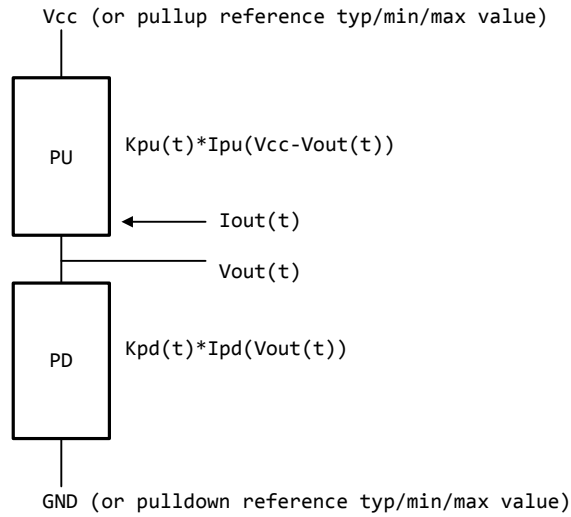 Vcc (or pullup reference typ/min/max value)
PU
Kpu(t)*Ipu(Vcc-Vout(t))
Iout(t)
Vout(t)
PD
Kpd(t)*Ipd(Vout(t))
GND (or pulldown reference typ/min/max value)